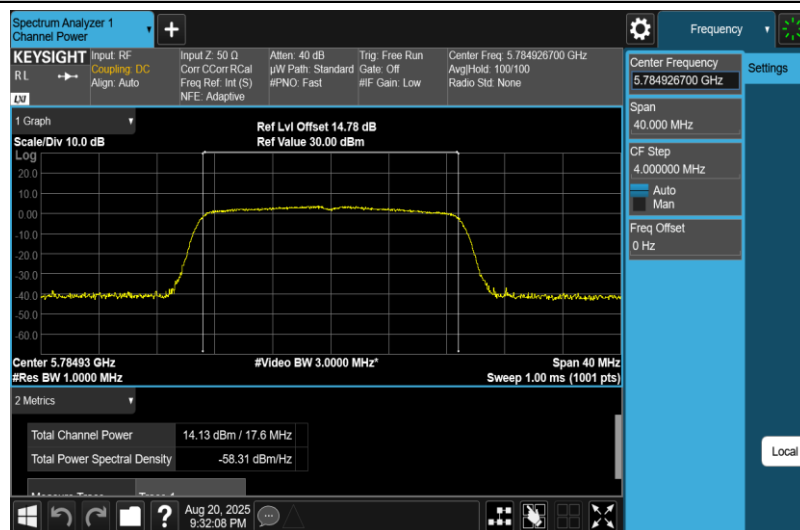 Spectrum Analyzer 1
Channel Power
+
Frequency
KEYSIGHT
RL
LXI
Input: RF
Coupling: DC
Align: Auto
Input Z: 50 Ω
Corr CCorr RCal
Freq Ref: Int (S)
NFE: Adaptive
Atten: 40 dB
µW Path: Standard
#PNO: Fast
Trig: Free Run
Gate: Off
#IF Gain: Low
Center Freq: 5.784926700 GHz
Avg|Hold: 100/100
Radio Std: None
Center Frequency
5.784926700 GHz
Settings
Span
40.000 MHz
CF Step
4.000000 MHz
Auto
Man
Freq Offset
0 Hz
1 Graph
Scale/Div 10.0 dB
Ref Lvl Offset 14.78 dB
Ref Value 30.00 dBm
Log
20.0
10.0
0.00
-10.0
-20.0
-30.0
-40.0
-50.0
-60.0
Center 5.78493 GHz
#Video BW 3.0000 MHz*
Span 40 MHz
#Res BW 1.0000 MHz
Sweep 1.00 ms (1001 pts)
2 Metrics
Total Channel Power 14.13 dBm / 17.6 MHz
Total Power Spectral Density -58.31 dBm/Hz
Local
?
Aug 20, 2025
9:32:08 PM